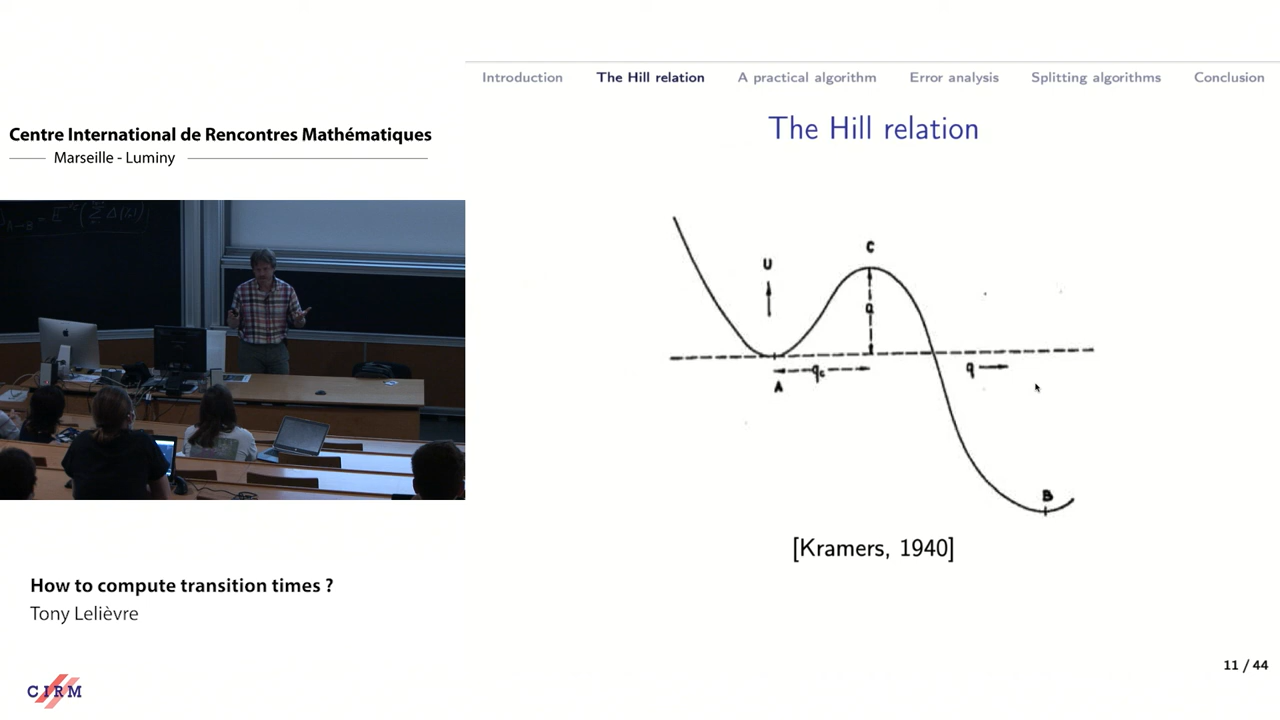 Introduction
The Hill relation
A practical algorithm
Error analysis
Splitting algorithms
Conclusion
Centre International de Rencontres Mathématiques
Marseille - Luminy
The Hill relation
C
U
Q
q꜀
q
A
B
[Kramers, 1940]
How to compute transition times ?
Tony Lelièvre
11 / 44
CIRM